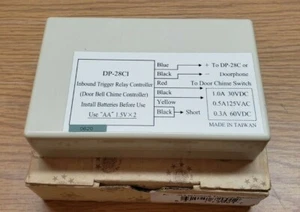 DP-28CI
Inbound Trigger Relay Controller
(Door Bell Chime Controller)
Install Batteries Before Use
Use "AA" 1.5V × 2
Blue + To DP-28C or
Black - Doorphone
Red To Door Chime Switch
Black
Yellow
Black Short
1.0A 30VDC
0.5A125VAC
0.3A 60VDC
MADE IN TAIWAN